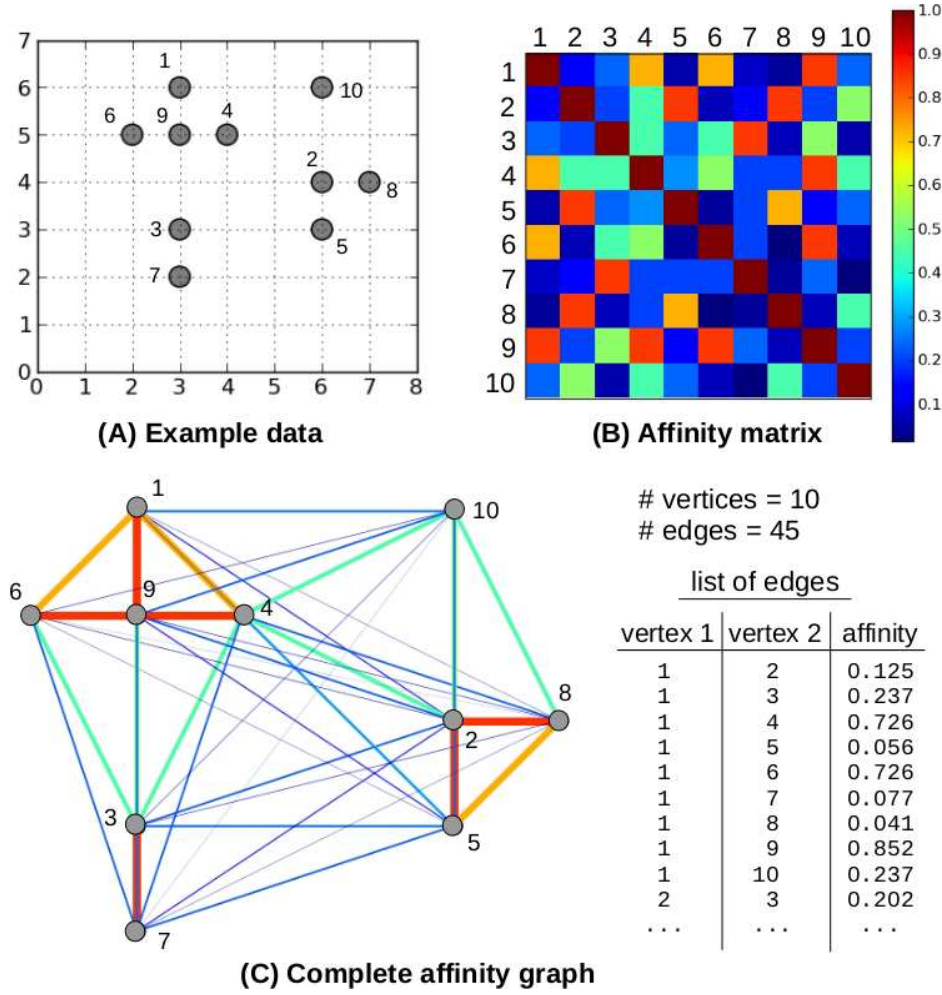 7
6
5
4
3
2
1
0
0 1 2 3 4 5 6 7 8
1
10
6 9 4
2
8
3
5
7
(A) Example data
1 2 3 4 5 6 7 8 9 10
1
2
3
4
5
6
7
8
9
10
(B) Affinity matrix
1.0
0.9
0.8
0.7
0.6
0.5
0.4
0.3
0.2
0.1
1
10
6
9
4
8
2
3
5
7
(C) Complete affinity graph
# vertices = 10
# edges = 45
list of edges
vertex 1 vertex 2 affinity
1 2 0.125
1 3 0.237
1 4 0.726
1 5 0.056
1 6 0.726
1 7 0.077
1 8 0.041
1 9 0.852
1 10 0.237
2 3 0.202
... ... ...